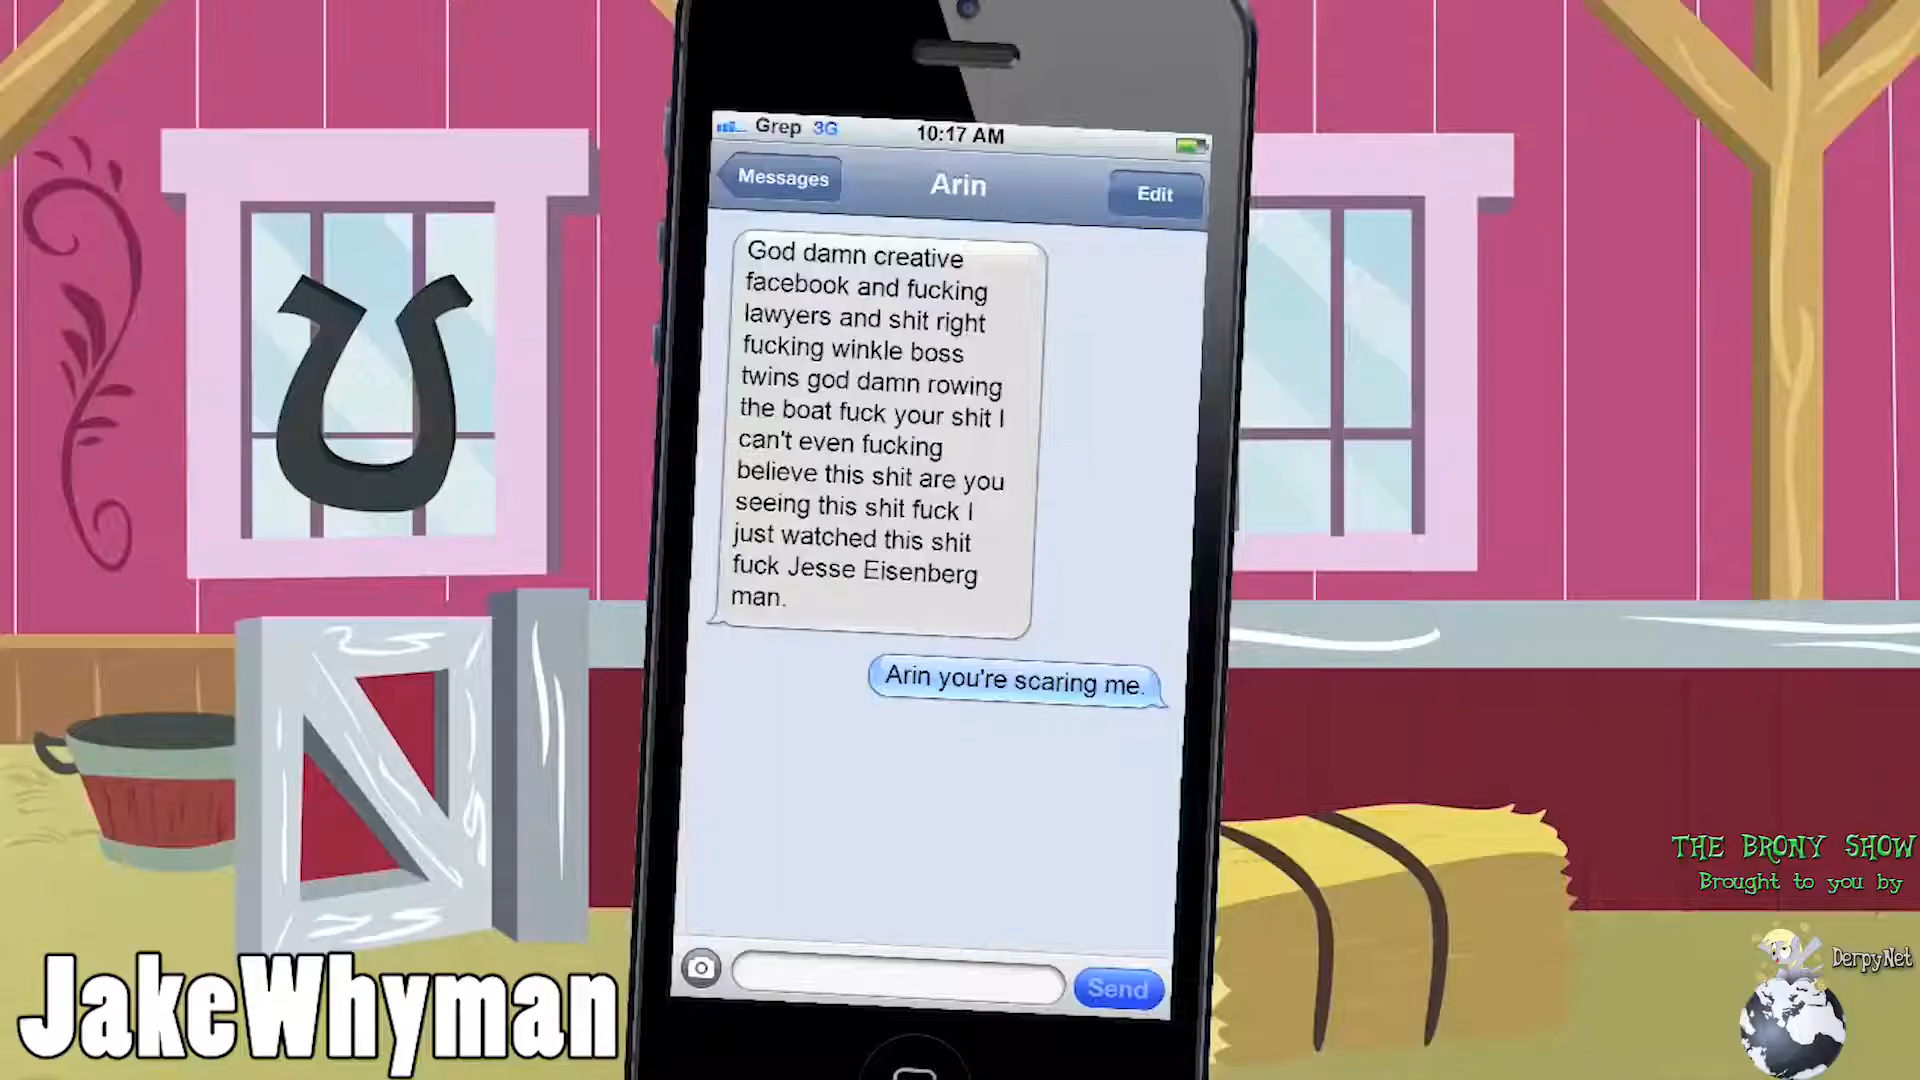 Grep 3G 10:17 AM
Messages Arin Edit
God damn creative
facebook and fucking
lawyers and shit right
fucking winkle boss
twins god damn rowing
the boat fuck your shit I
can't even fucking
believe this shit are you
seeing this shit fuck I
just watched this shit
fuck Jesse Eisenberg
man.
Arin you're scaring me.
Send
THE BRONY SHOW
Brought to you by
DerpyNet
JakeWhyman